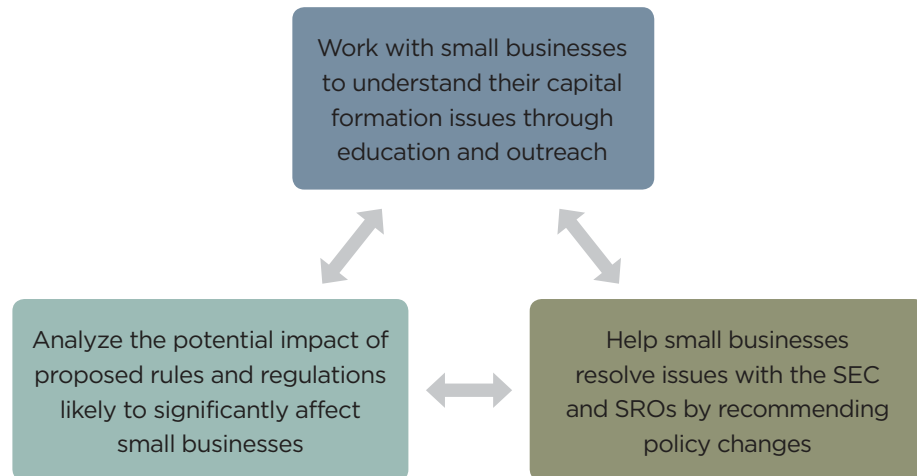 Work with small businesses
to understand their capital
formation issues through
education and outreach
Analyze the potential impact of
proposed rules and regulations
likely to significantly affect
small businesses
Help small businesses
resolve issues with the SEC
and SROs by recommending
policy changes